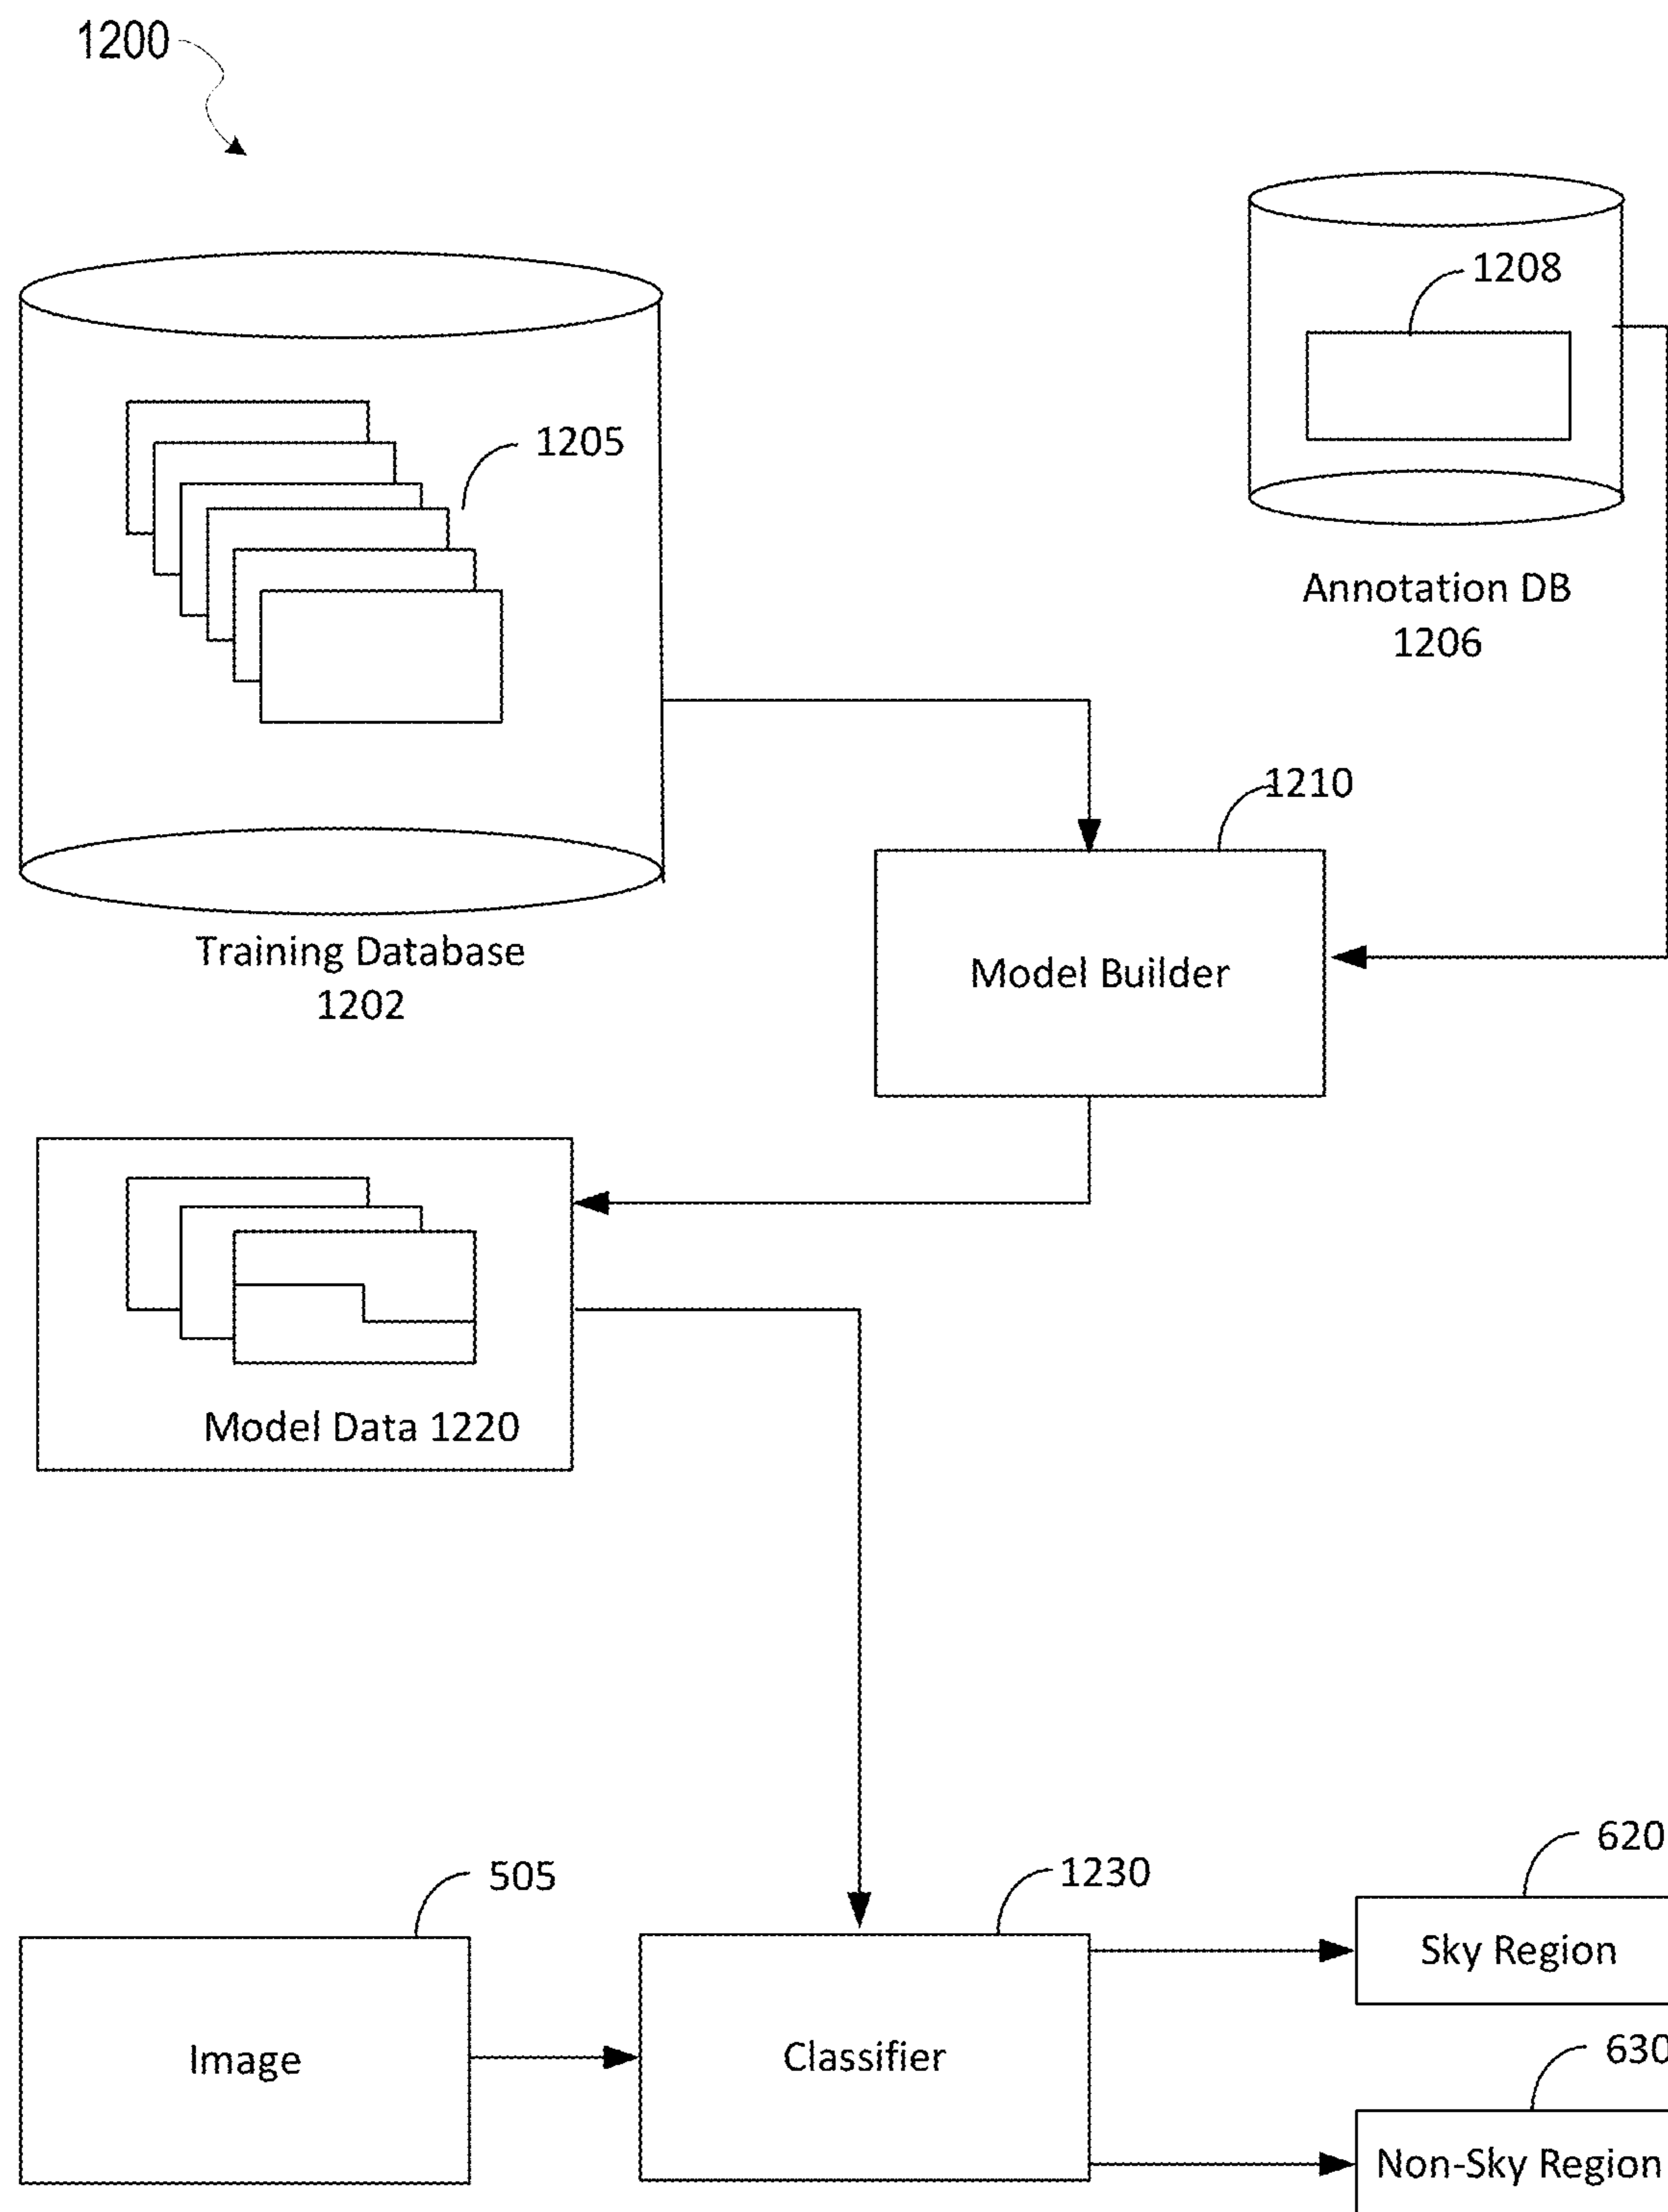 1200
1208
1205
Annotation DB
1206
1210
Training Database
1202
Model Builder
Model Data 1220
620
505
1230
Sky Region
630
Image
Classifier
Non-Sky Region